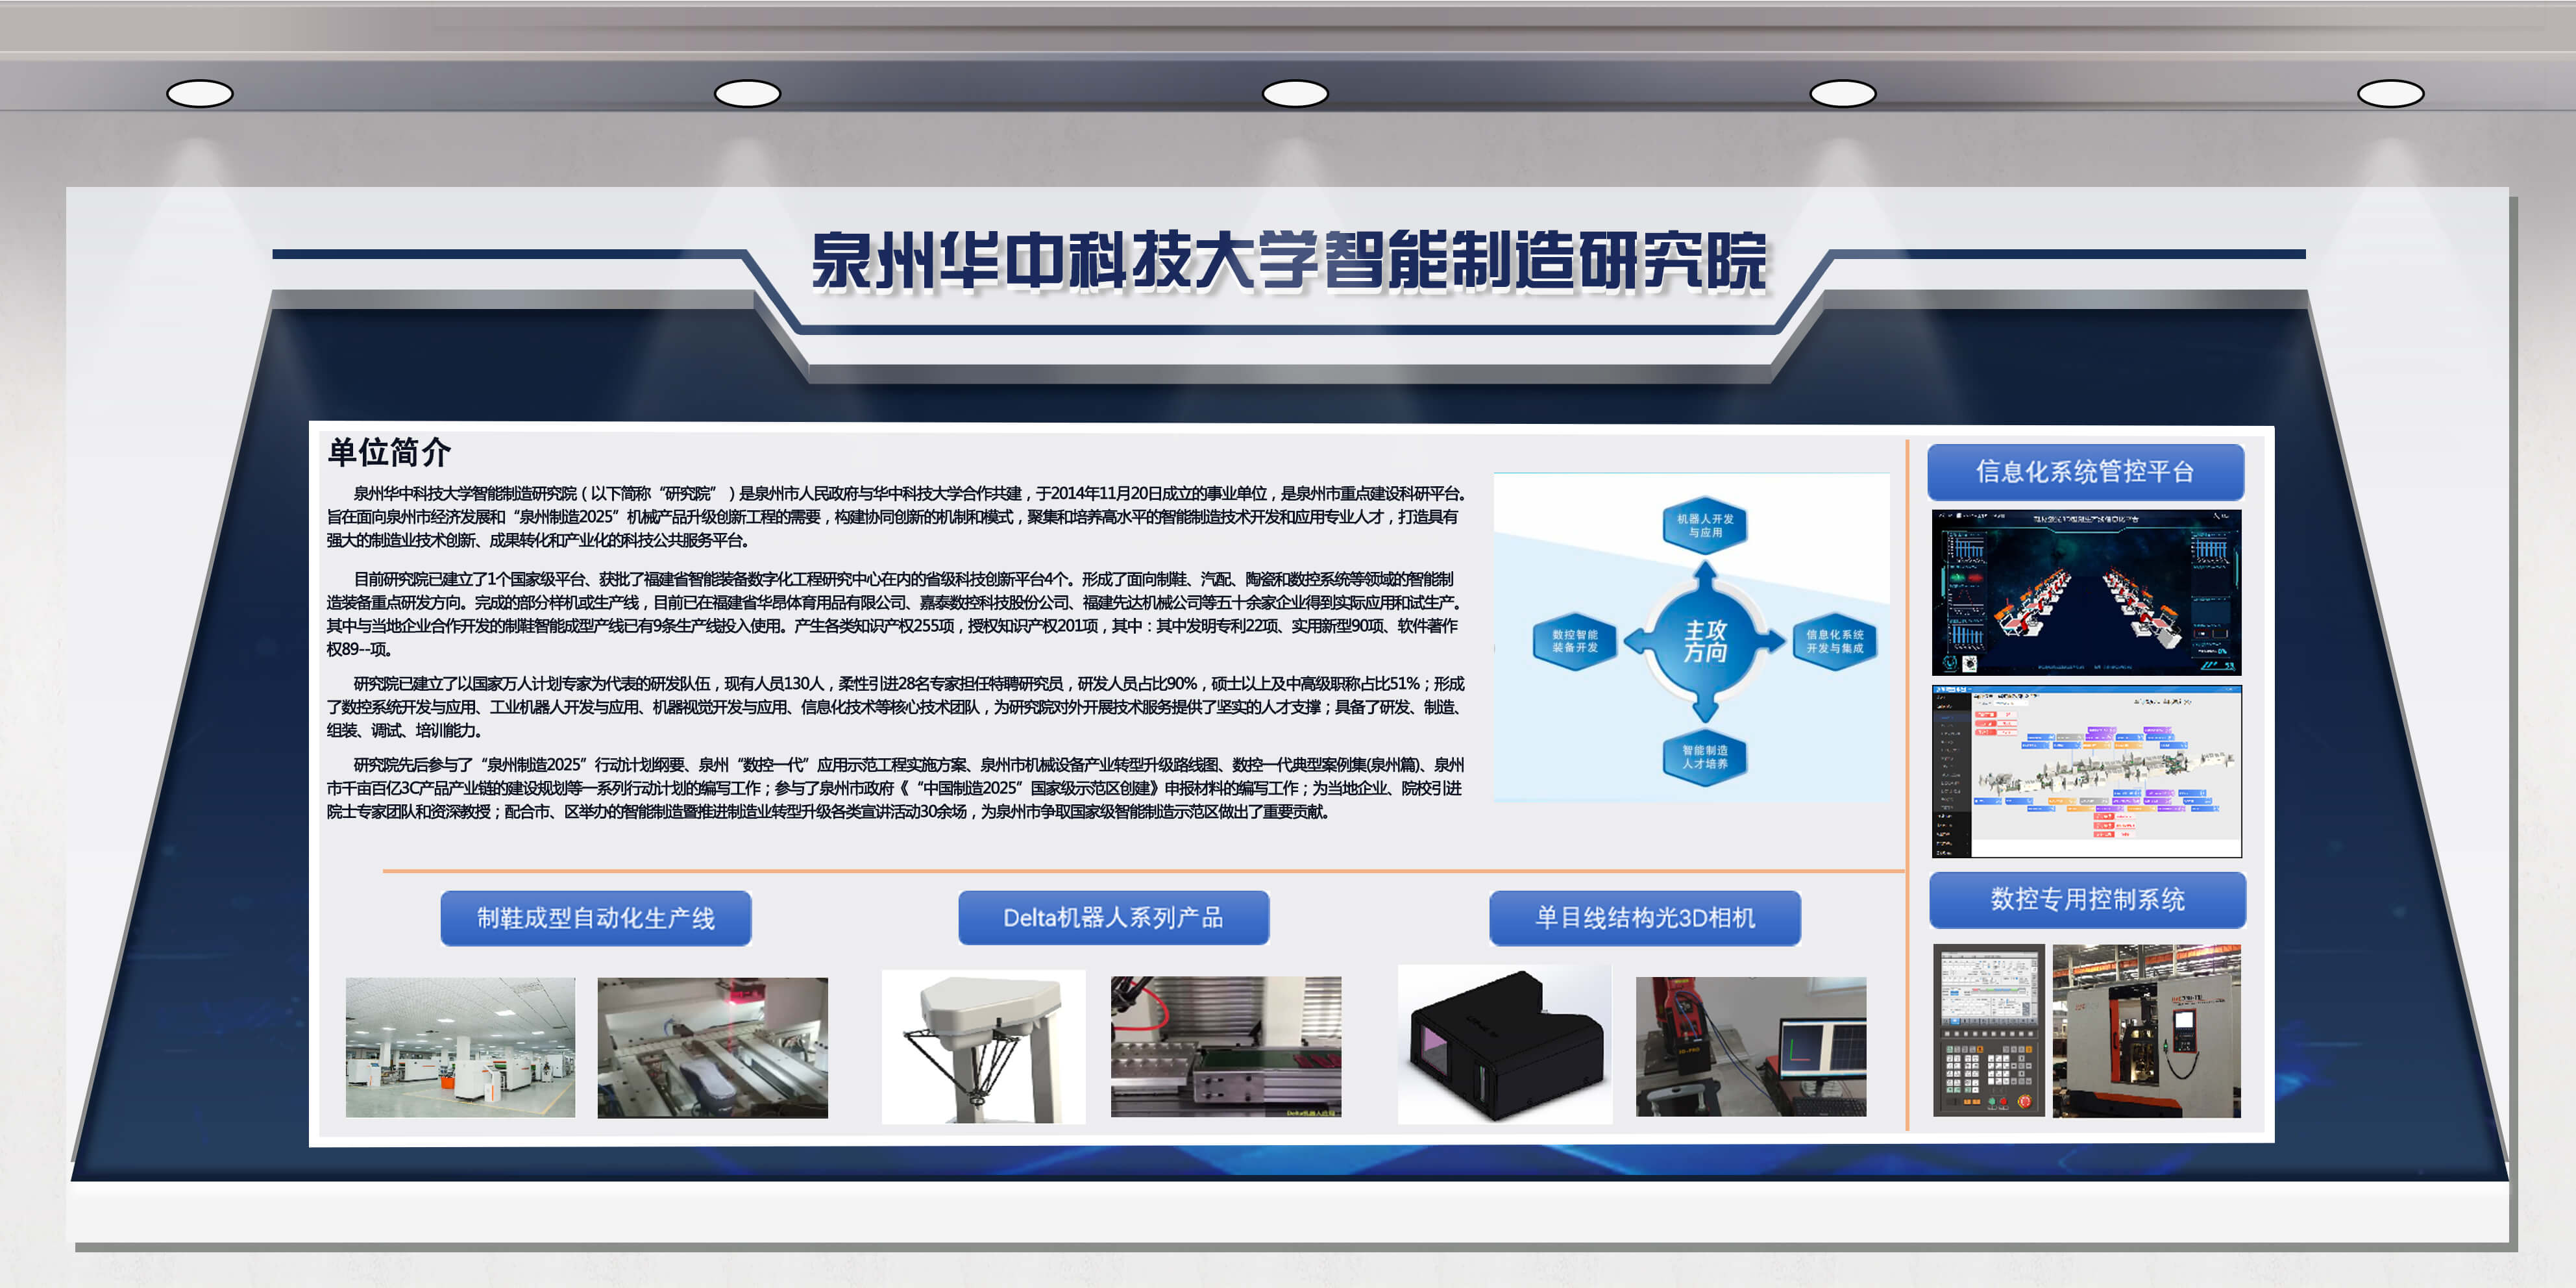 泉州华中科技大学智能制造研究院
单位简介
泉州华中科技大学智能制造研究院（以下简称“研究院”）是泉州市人民政府与华中科技大学合作共建，于2014年11月20日成立的事业单位，是泉州市重点建设科研平台。
旨在面向泉州市经济发展和“泉州制造2025”机械产品升级创新工程的需要，构建协同创新的机制和模式，聚集和培养高水平的智能制造技术开发和应用专业人才，打造具有
强大的制造业技术创新、成果转化和产业化的科技公共服务平台。
目前研究院已建立了1个国家级平台、获批了福建省智能装备数字化工程研究中心在内的省级科技创新平台4个。形成了面向制鞋、汽配、陶瓷和数控系统等领域的智能制
造装备重点研发方向。完成的部分样机或生产线，目前已在福建省华昂体育用品有限公司、嘉泰数控科技股份公司、福建先达机械公司等五十余家企业得到实际应用和试生产。
其中与当地企业合作开发的制鞋智能成型产线已有9条生产线投入使用。产生各类知识产权255项，授权知识产权201项，其中：其中发明专利22项、实用新型90项、软件著作
权89--项。
研究院已建立了以国家万人计划专家为代表的研发队伍，现有人员130人，柔性引进28名专家担任特聘研究员，研发人员占比90%，硕士以上及中高级职称占比51%；形成
了数控系统开发与应用、工业机器人开发与应用、机器视觉开发与应用、信息化技术等核心技术团队，为研究院对外开展技术服务提供了坚实的人才支撑；具备了研发、制造、
组装、调试、培训能力。
研究院先后参与了“泉州制造2025”行动计划纲要、泉州“数控一代”应用示范工程实施方案、泉州市机械设备产业转型升级路线图、数控一代典型案例集(泉州篇)、泉州
市千亩百亿3C产品产业链的建设规划等一系列行动计划的编写工作；参与了泉州市政府《“中国制造2025”国家级示范区创建》申报材料的编写工作；为当地企业、院校引进
院士专家团队和资深教授；配合市、区举办的智能制造暨推进制造业转型升级各类宣讲活动30余场，为泉州市争取国家级智能制造示范区做出了重要贡献。
机器人开发
与应用
数控智能
装备开发
主攻
方向
信息化系统
开发与集成
智能制造
人才培养
信息化系统管控平台
数控专用控制系统
制鞋成型自动化生产线
Delta机器人系列产品
单目线结构光3D相机